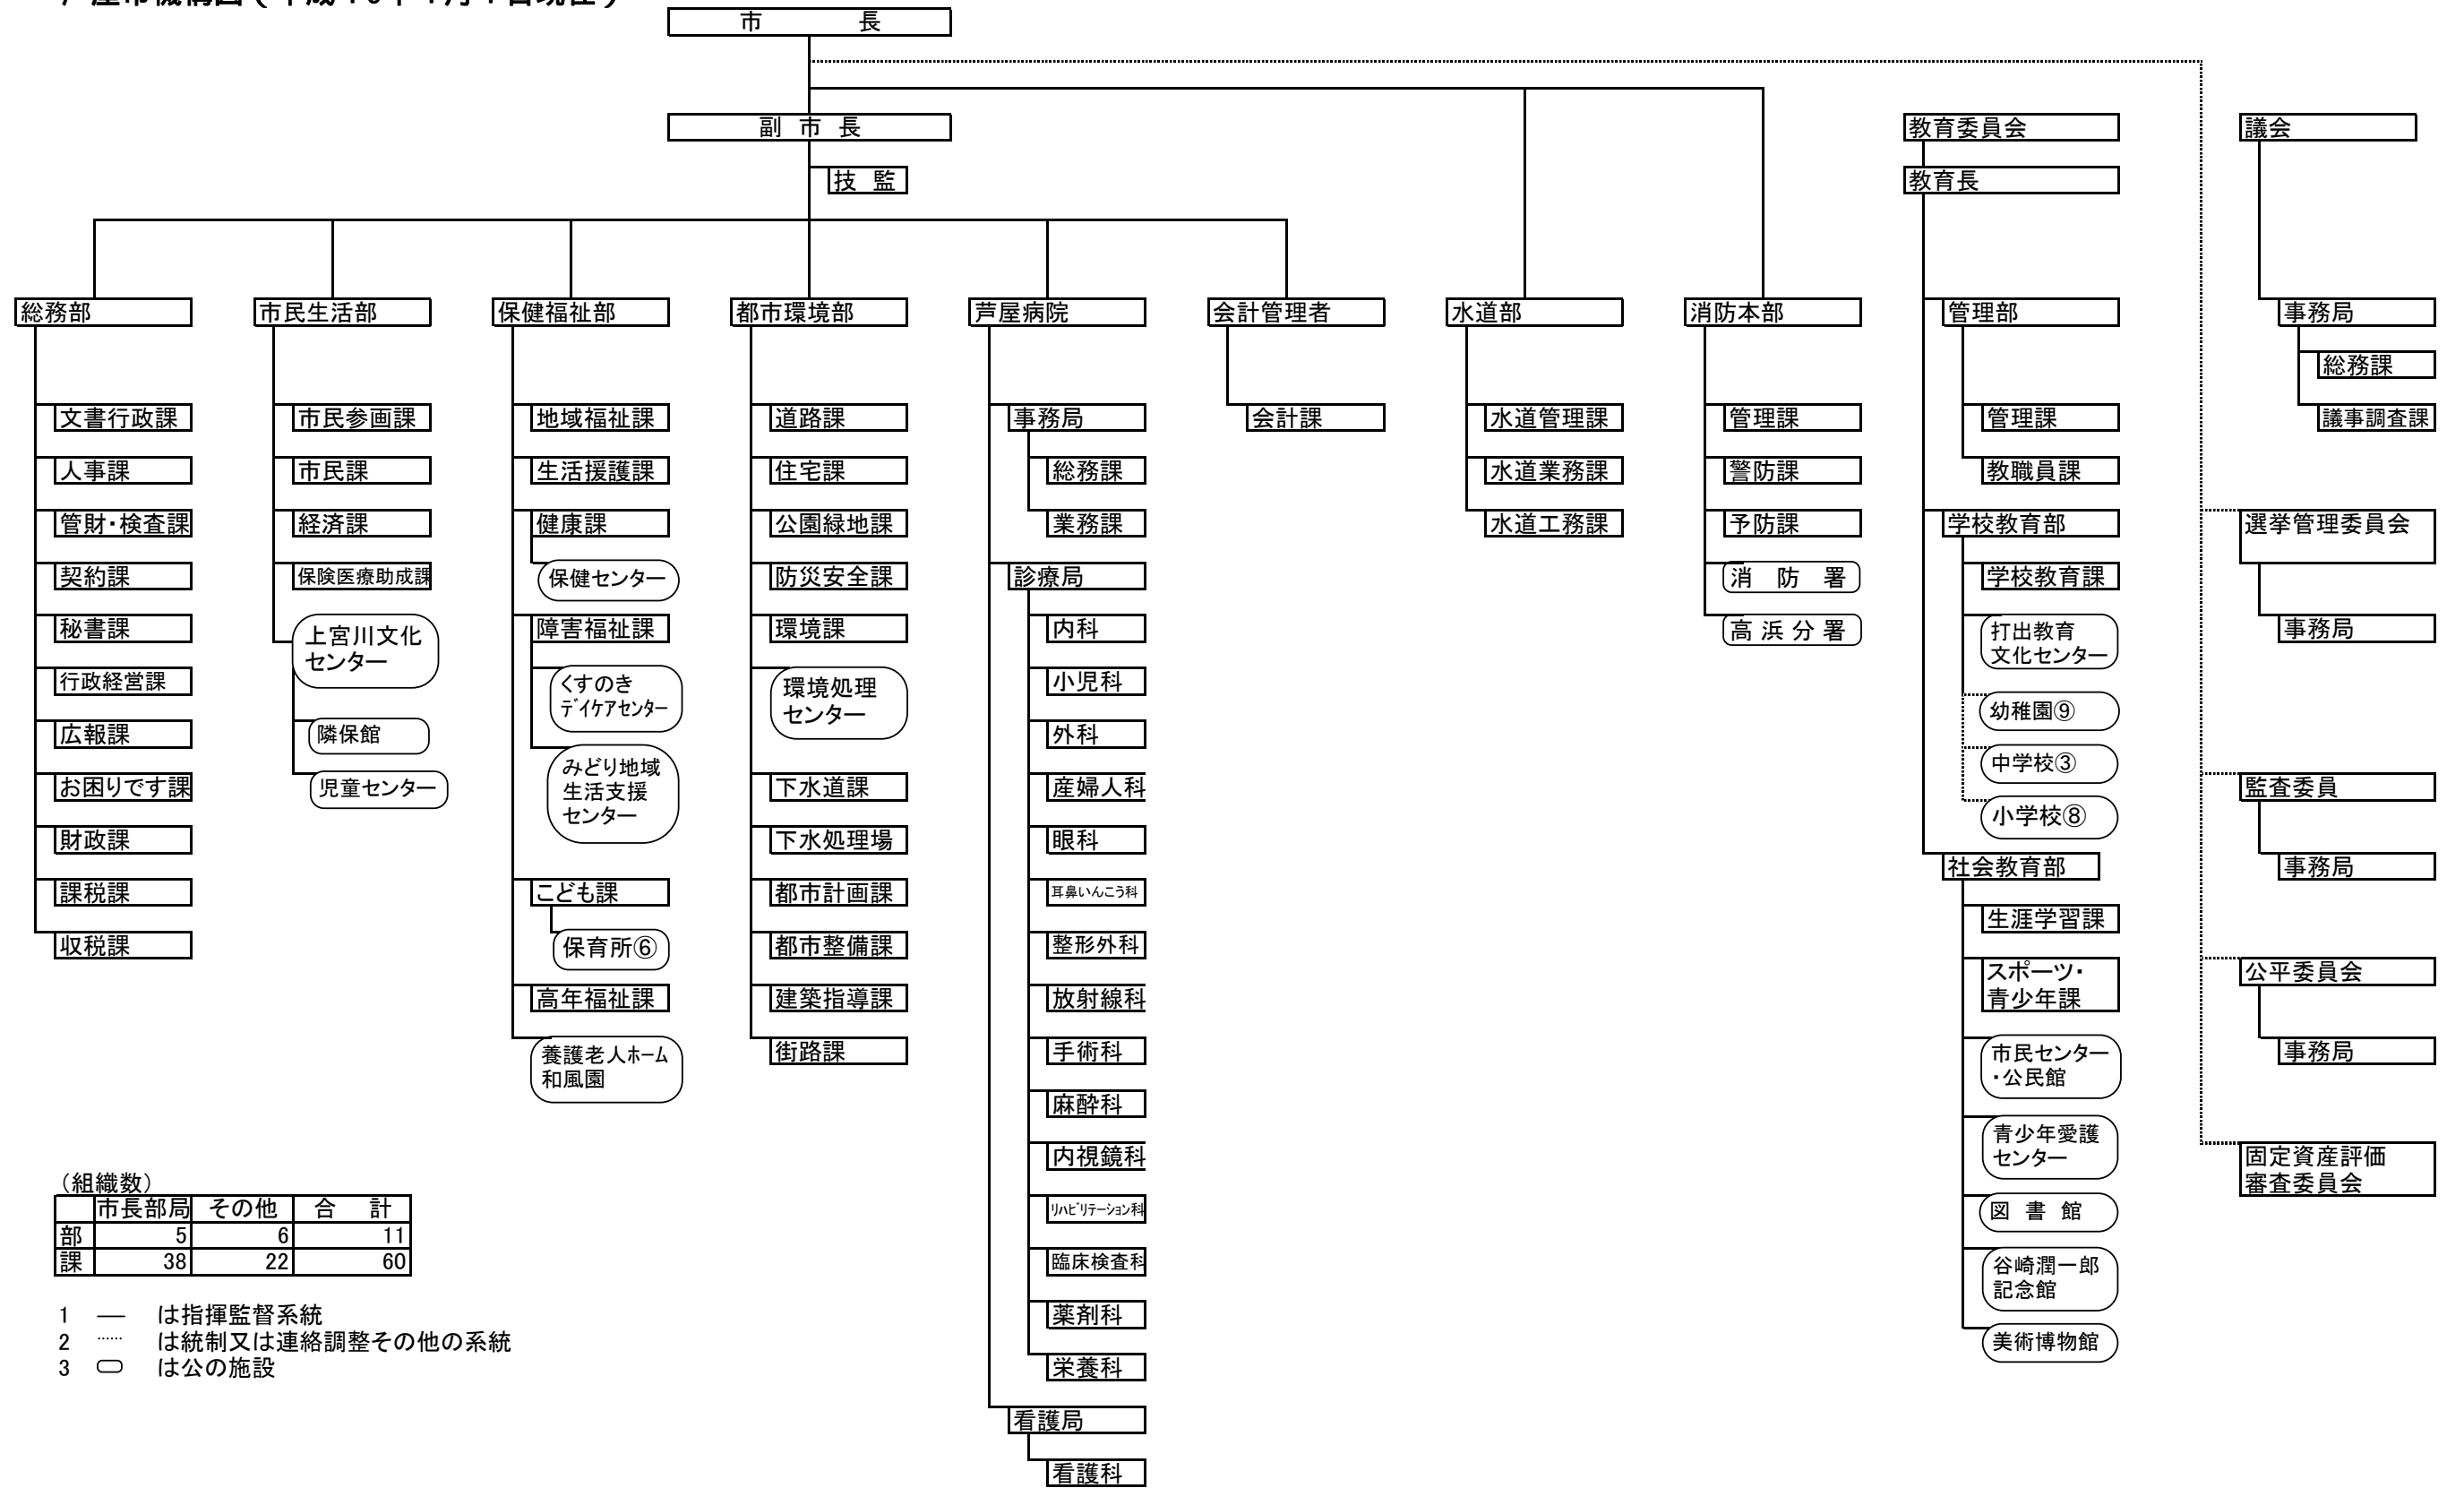 市 長
副 市 長
技 監
教育委員会
教育長
議会
総務部
文書行政課
人事課
管財・検査課
契約課
秘書課
行政経営課
広報課
お困りです課
財政課
課税課
収税課
市民生活部
市民参画課
市民課
経済課
保険医療助成課
上宮川文化
センター
隣保館
児童センター
保健福祉部
地域福祉課
生活援護課
健康課
保健センター
障害福祉課
くすのき
デイケアセンター
みどり地域
生活支援
センター
こども課
保育所⑥
高年福祉課
養護老人ホーム
和風園
都市環境部
道路課
住宅課
公園緑地課
防災安全課
環境課
環境処理
センター
下水道課
下水処理場
都市計画課
都市整備課
建築指導課
街路課
芦屋病院
事務局
総務課
業務課
診療局
内科
小児科
外科
産婦人科
眼科
耳鼻いんこう科
整形外科
放射線科
手術科
麻酔科
内視鏡科
リハビリテーション科
臨床検査科
薬剤科
栄養科
看護局
看護科
会計管理者
会計課
水道部
水道管理課
水道業務課
水道工務課
消防本部
管理課
警防課
予防課
消 防 署
高 浜 分 署
管理部
管理課
教職員課
学校教育部
学校教育課
打出教育
文化センター
幼稚園⑨
中学校③
小学校⑧
社会教育部
生涯学習課
スポーツ・
青少年課
市民センター
・公民館
青少年愛護
センター
図 書 館
谷崎潤一郎
記念館
美術博物館
事務局
総務課
議事調査課
選挙管理委員会
事務局
監査委員
事務局
公平委員会
事務局
固定資産評価
審査委員会
（組織数）
市長部局 その他 合 計
部 5 6 11
課 38 22 60
1 ― は指揮監督系統
2 …… は統制又は連絡調整その他の系統
3 は公の施設